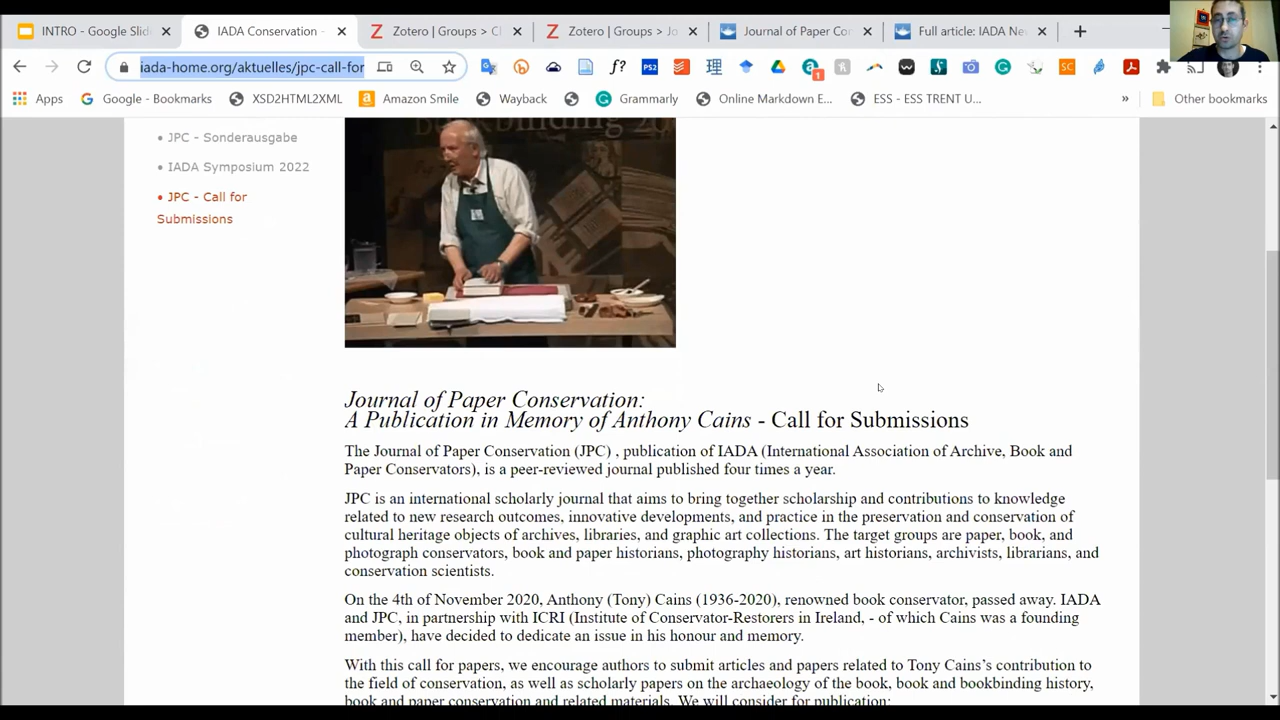 INTRO - Google Slid
IADA Conservation -
Zotero | Groups > C
Zotero | Groups > Jo
Journal of Paper Con
Full article: IADA Ne
iada-home.org/aktuelles/jpc-call-for
Apps
Google - Bookmarks
XSD2HTML2XML
Amazon Smile
Wayback
Grammarly
Online Markdown E...
ESS - ESS TRENT U...
»
Other bookmarks
• JPC - Sonderausgabe
• IADA Symposium 2022
• JPC - Call for
Submissions
Journal of Paper Conservation:
A Publication in Memory of Anthony Cains - Call for Submissions
The Journal of Paper Conservation (JPC) , publication of IADA (International Association of Archive, Book and
Paper Conservators), is a peer-reviewed journal published four times a year.
JPC is an international scholarly journal that aims to bring together scholarship and contributions to knowledge
related to new research outcomes, innovative developments, and practice in the preservation and conservation of
cultural heritage objects of archives, libraries, and graphic art collections. The target groups are paper, book, and
photograph conservators, book and paper historians, photography historians, art historians, archivists, librarians, and
conservation scientists.
On the 4th of November 2020, Anthony (Tony) Cains (1936-2020), renowned book conservator, passed away. IADA
and JPC, in partnership with ICRI (Institute of Conservator-Restorers in Ireland, - of which Cains was a founding
member), have decided to dedicate an issue in his honour and memory.
With this call for papers, we encourage authors to submit articles and papers related to Tony Cains’s contribution to
the field of conservation, as well as scholarly papers on the archaeology of the book, book and bookbinding history,
book and paper conservation and related materials. We will consider for publication: